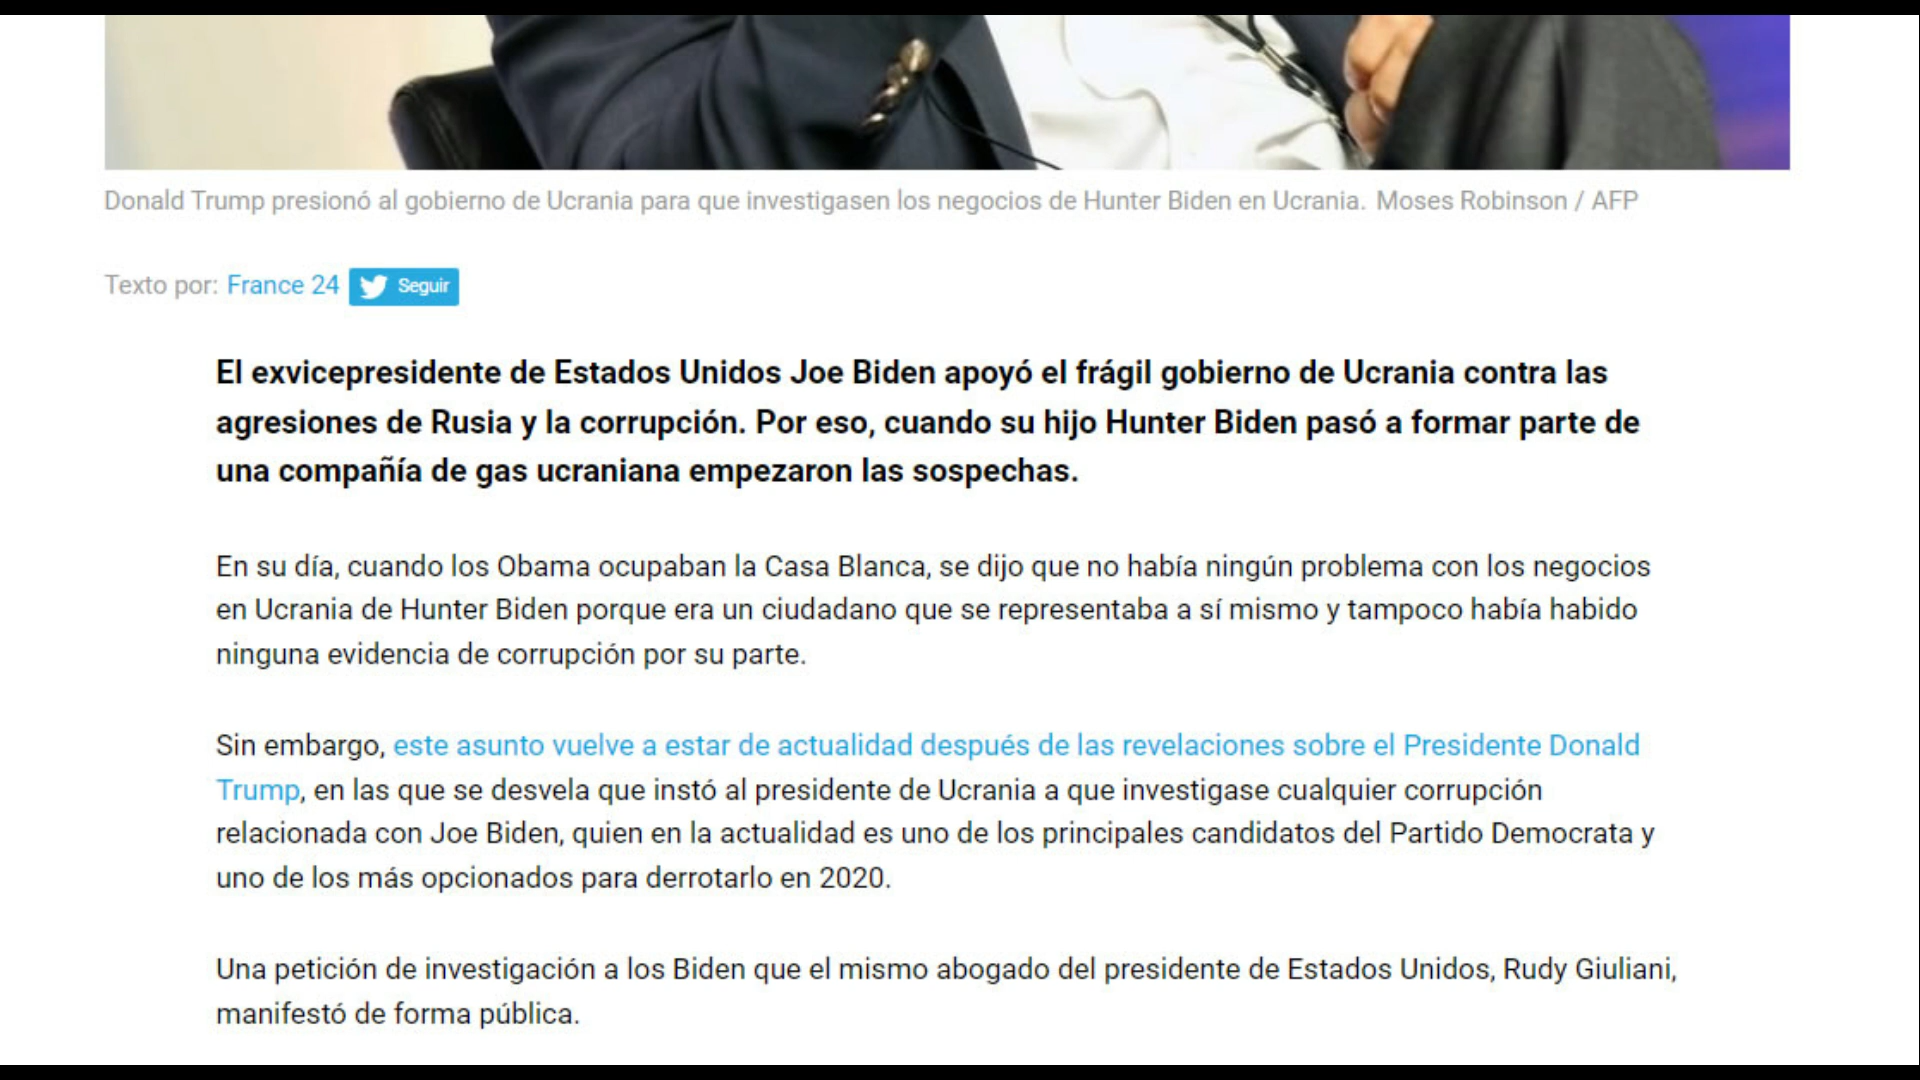 Donald Trump presionó al gobierno de Ucrania para que investigasen los negocios de Hunter Biden en Ucrania. Moses Robinson / AFP
Texto por: France 24 Seguir
El exvicepresidente de Estados Unidos Joe Biden apoyó el frágil gobierno de Ucrania contra las
agresiones de Rusia y la corrupción. Por eso, cuando su hijo Hunter Biden pasó a formar parte de
una compañía de gas ucraniana empezaron las sospechas.
En su día, cuando los Obama ocupaban la Casa Blanca, se dijo que no había ningún problema con los negocios
en Ucrania de Hunter Biden porque era un ciudadano que se representaba a sí mismo y tampoco había habido
ninguna evidencia de corrupción por su parte.
Sin embargo, este asunto vuelve a estar de actualidad después de las revelaciones sobre el Presidente Donald
Trump, en las que se desvela que instó al presidente de Ucrania a que investigase cualquier corrupción
relacionada con Joe Biden, quien en la actualidad es uno de los principales candidatos del Partido Demócrata y
uno de los más opcionados para derrotarlo en 2020.
Una petición de investigación a los Biden que el mismo abogado del presidente de Estados Unidos, Rudy Giuliani,
manifestó de forma pública.